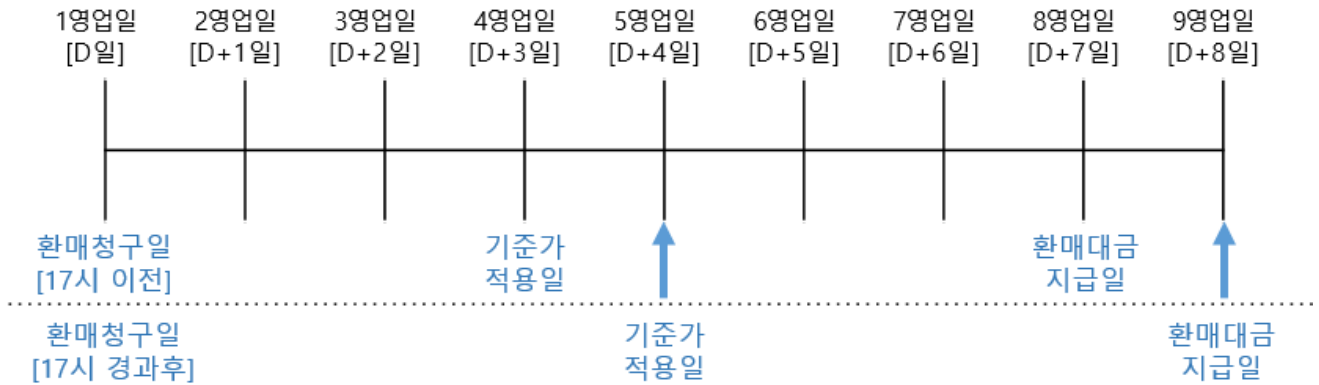 1영업일 2영업일 3영업일 4영업일 5영업일 6영업일 7영업일 8영업일 9영업일
[D일] [D+1일] [D+2일] [D+3일] [D+4일] [D+5일] [D+6일] [D+7일] [D+8일]
환매청구일 기준가 환매대금
[17시 이전] 적용일 지급일
환매청구일 기준가 환매대금
[17시 경과후] 적용일 지급일